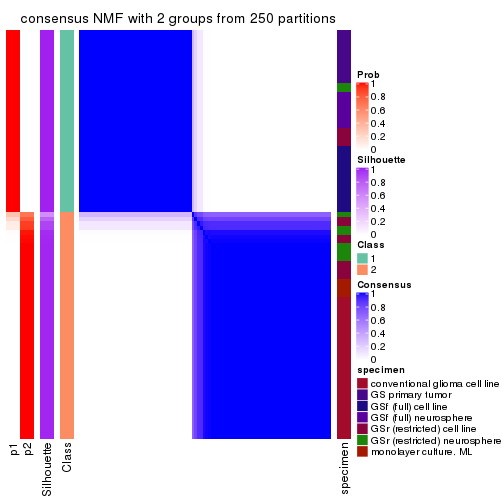 consensus NMF with 2 groups from 250 partitions
Prob
1
0.8
0.6
0.4
0.2
0
Silhouette
1
0.8
0.6
0.4
0.2
0
Class
1
2
Consensus
1
0.8
0.6
0.4
0.2
0
specimen
conventional glioma cell line
GS primary tumor
GSf (full) cell line
GSf (full) neurosphere
GSr (restricted) cell line
GSr (restricted) neurosphere
monolayer culture. ML
p1
p2
Silhouette
Class
specimen